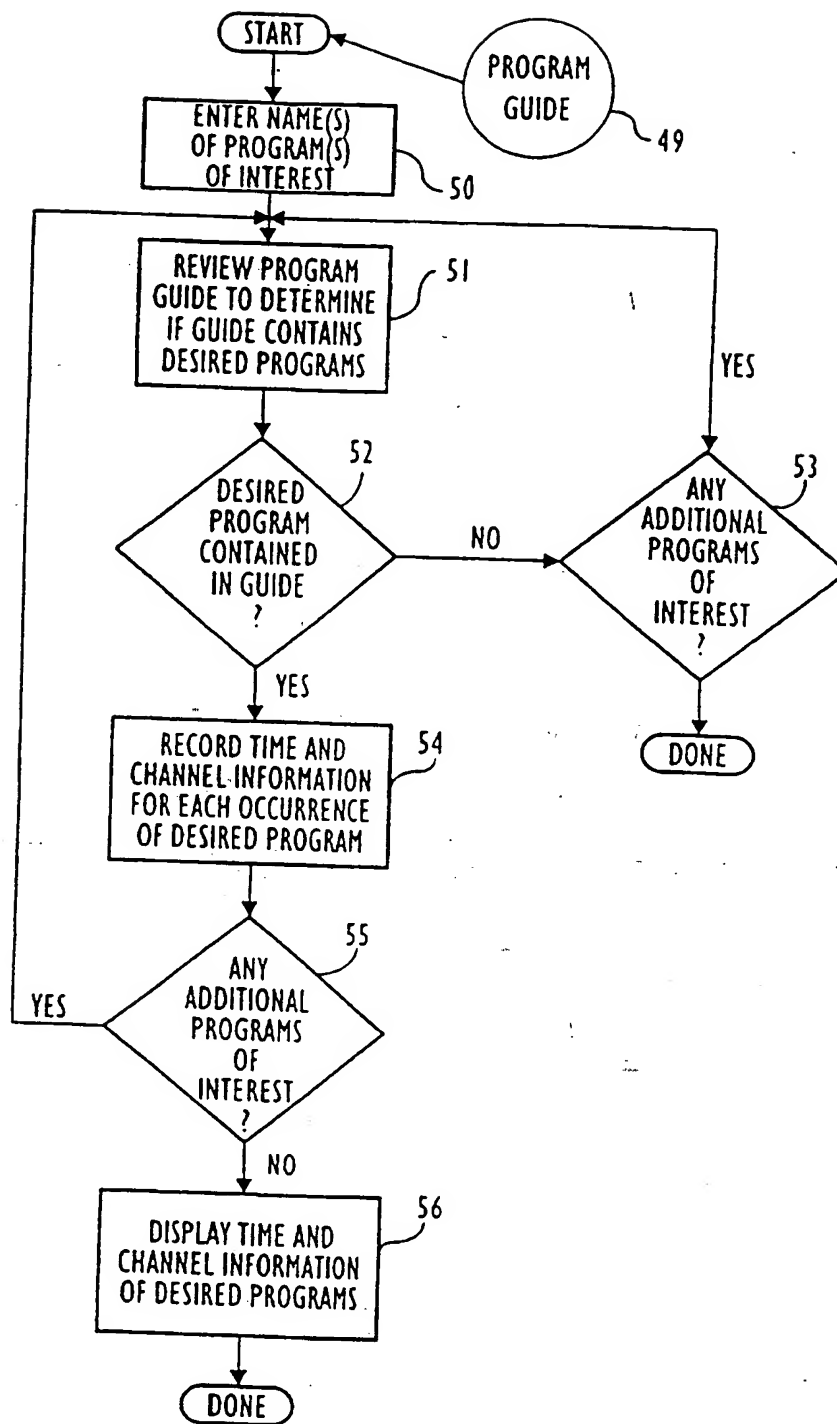 START
PROGRAM
GUIDE
49
ENTER NAME(S)
OF PROGRAM(S)
OF INTEREST
50
REVIEW PROGRAM
GUIDE TO DETERMINE
IF GUIDE CONTAINS
DESIRED PROGRAMS
51
YES
DESIRED
PROGRAM
CONTAINED
IN GUIDE
?
52
NO
ANY
ADDITIONAL
PROGRAMS
OF
INTEREST
?
53
YES
DONE
RECORD TIME AND
CHANNEL INFORMATION
FOR EACH OCCURRENCE
OF DESIRED PROGRAM
54
ANY
ADDITIONAL
PROGRAMS
OF
INTEREST
?
55
YES
NO
DISPLAY TIME AND
CHANNEL INFORMATION
OF DESIRED PROGRAMS
56
DONE